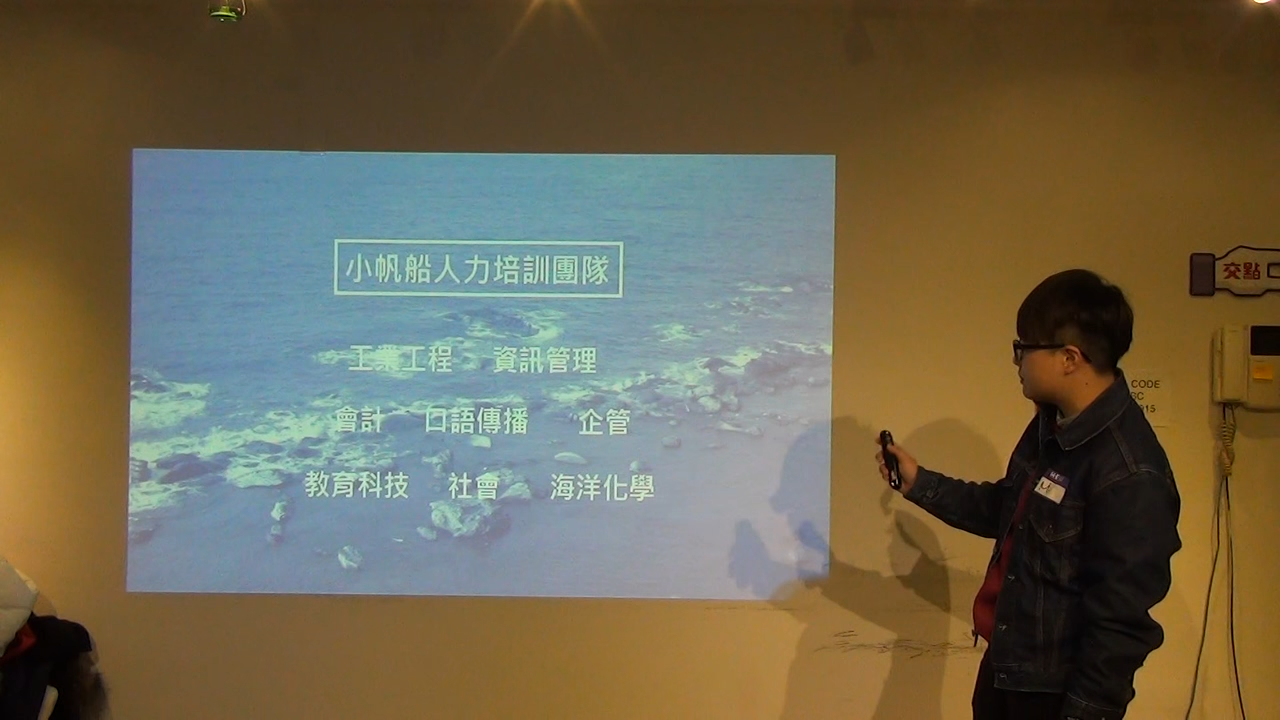 小帆船人力培訓團隊
工業工程 資訊管理
會計 口語傳播 企管
教育科技 社會 海洋化學
交點
CODE